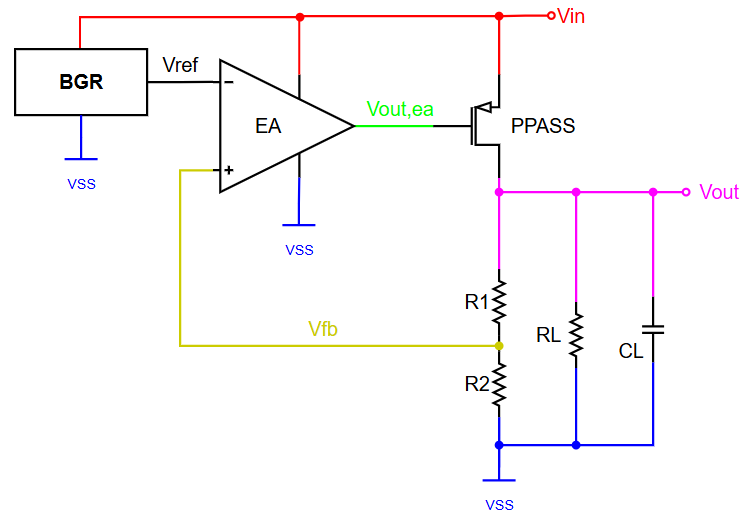 Vin
BGR
Vref
−
EA
Vout,ea
PPASS
+
VSS
Vout
VSS
R1
Vfb
RL
CL
R2
VSS